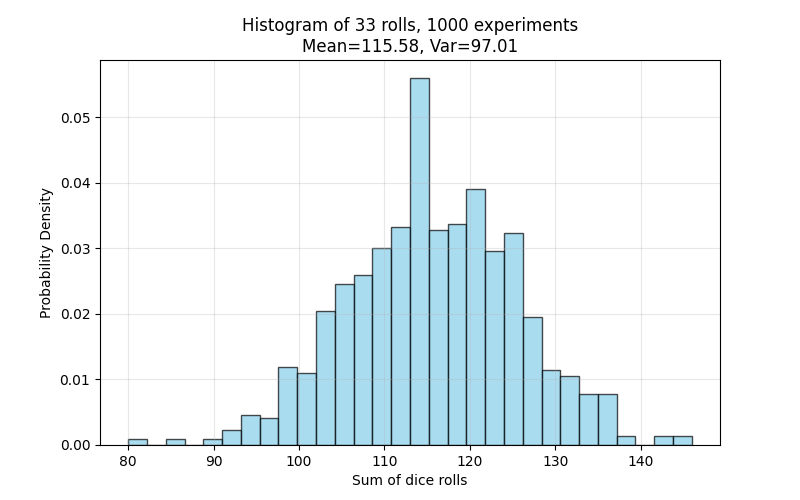 Histogram of 33 rolls, 1000 experiments
Mean=115.58, Var=97.01
Probability Density
0.05
0.04
0.03
0.02
0.01
0.00
80 90 100 110 120 130 140
Sum of dice rolls